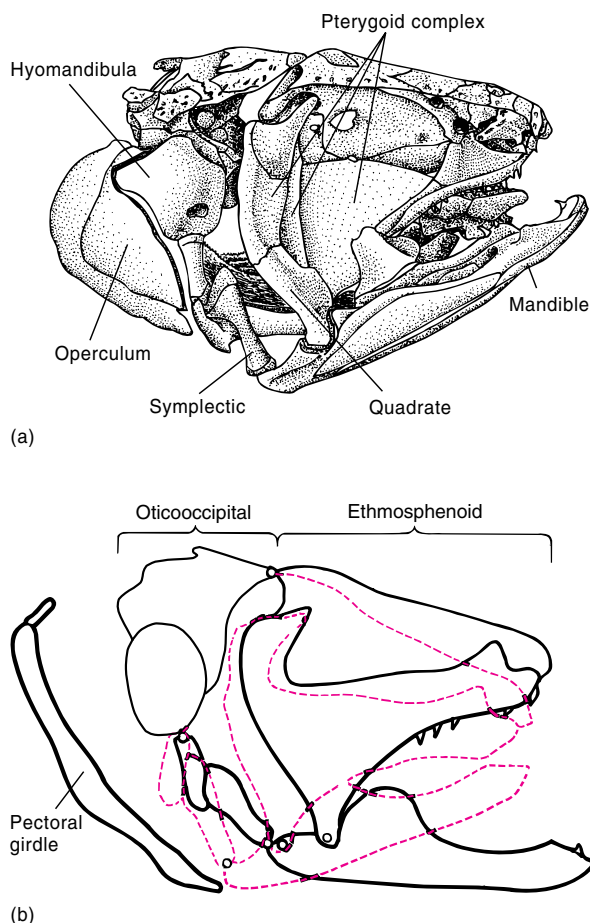 Pterygoid complex
Hyomandibula
Mandible
Operculum
Symplectic
Quadrate
(a)
Oticooccipital
Ethmosphenoid
Pectoral
girdle
(b)